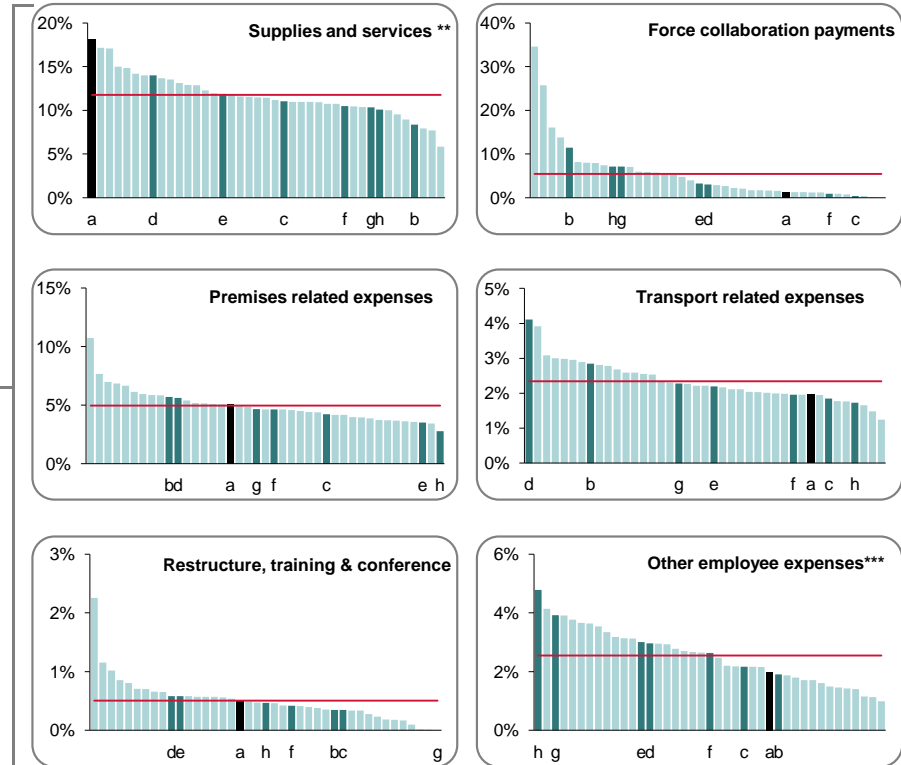 Supplies and services **
20%
15%
10%
5%
0%
a d e c f gh b
Force collaboration payments
40%
30%
20%
10%
0%
b hg ed a f c
Premises related expenses
15%
10%
5%
0%
bd a g f c e h
Transport related expenses
5%
4%
3%
2%
1%
0%
d b g e f a c h
Restructure, training & conference
3%
2%
1%
0%
de a h f bc g
Other employee expenses***
6%
4%
2%
0%
h g ed f c ab